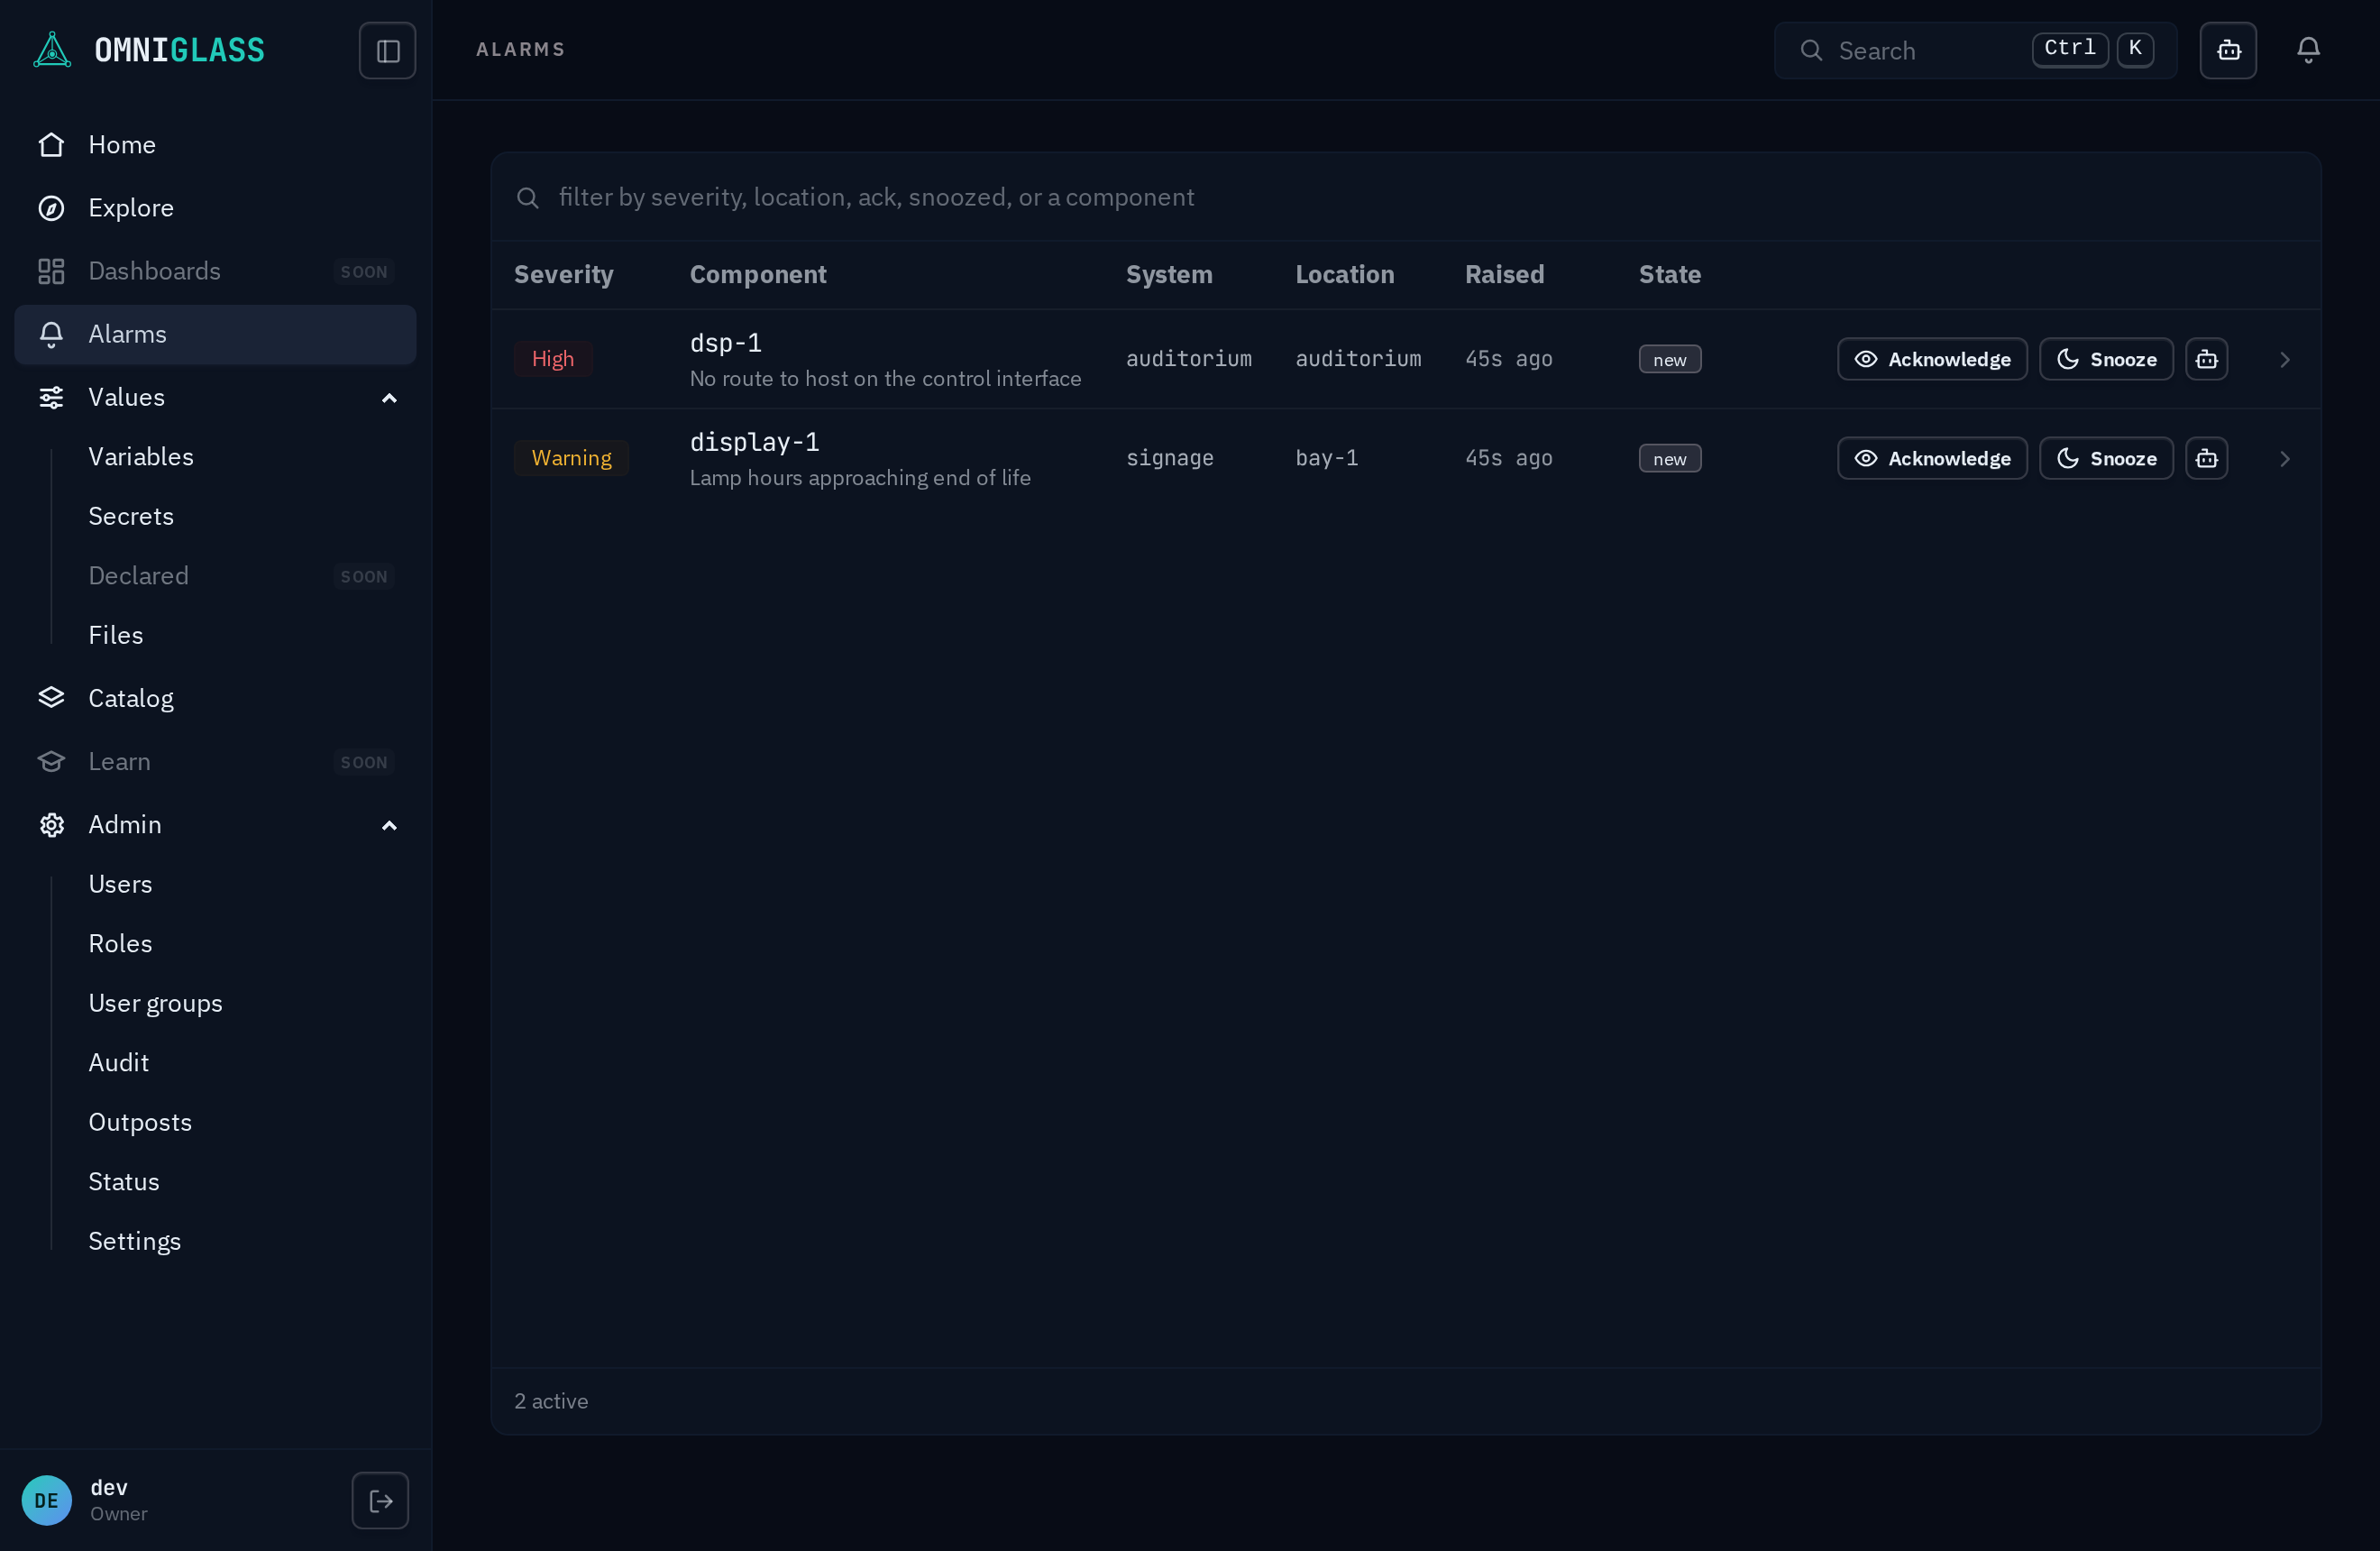 OMNIGLASS
ALARMS
Search Ctrl K
Home
Explore
Dashboards SOON
Alarms
Values
Variables
Secrets
Declared SOON
Files
Catalog
Learn SOON
Admin
Users
Roles
User groups
Audit
Outposts
Status
Settings
DE dev
Owner
filter by severity, location, ack, snoozed, or a component
Severity Component System Location Raised State
High dsp-1 auditorium auditorium 45s ago new Acknowledge Snooze
No route to host on the control interface
Warning display-1 signage bay-1 45s ago new Acknowledge Snooze
Lamp hours approaching end of life
2 active